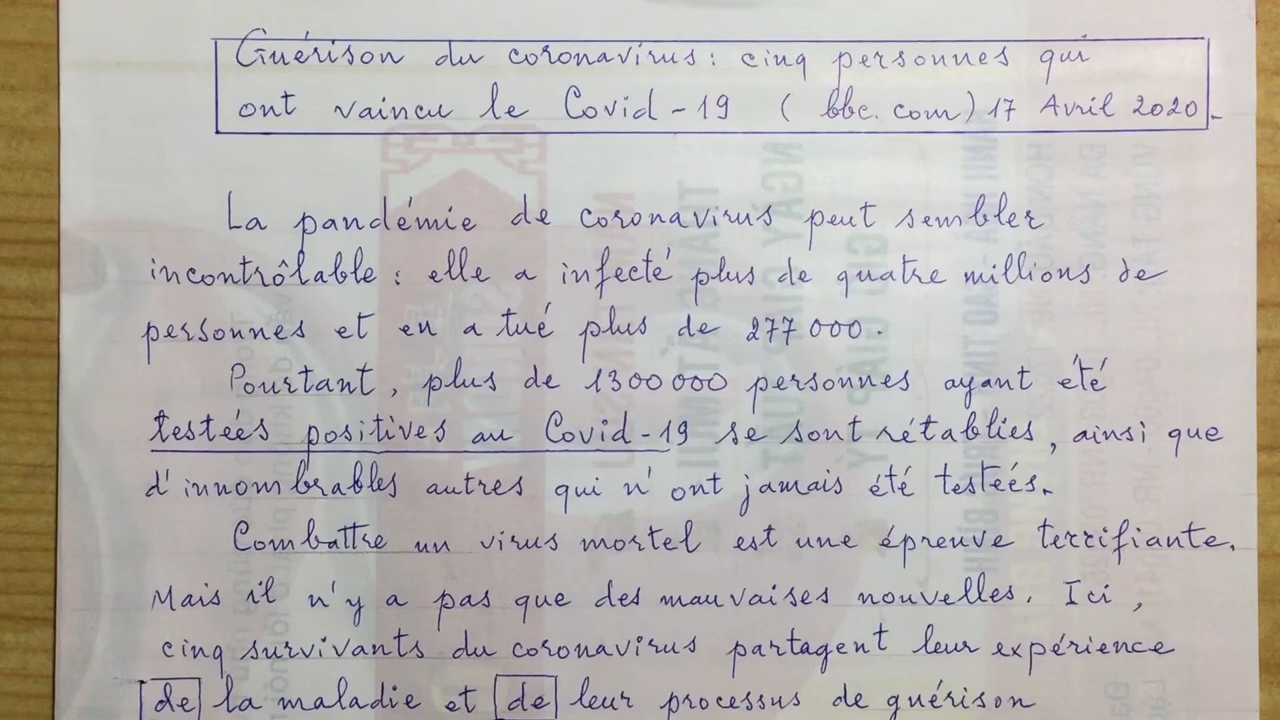 Guérison du coronavirus : cinq personnes qui
ont vaincu le Covid-19 (bbc.com) 17 Avril 2020.
La pandémie de coronavirus peut sembler
incontrôlable : elle a infecté plus de quatre millions de
personnes et en a tué plus de 277 000.
Pourtant, plus de 1300 000 personnes ayant été
testées positives au Covid-19 se sont rétablies, ainsi que
d'innombrables autres qui n'ont jamais été testées.
Combattre un virus mortel est une épreuve terrifiante.
Mais il n'y a pas que des mauvaises nouvelles. Ici,
cinq survivants du coronavirus partagent leur expérience
de la maladie et de leur processus de guérison